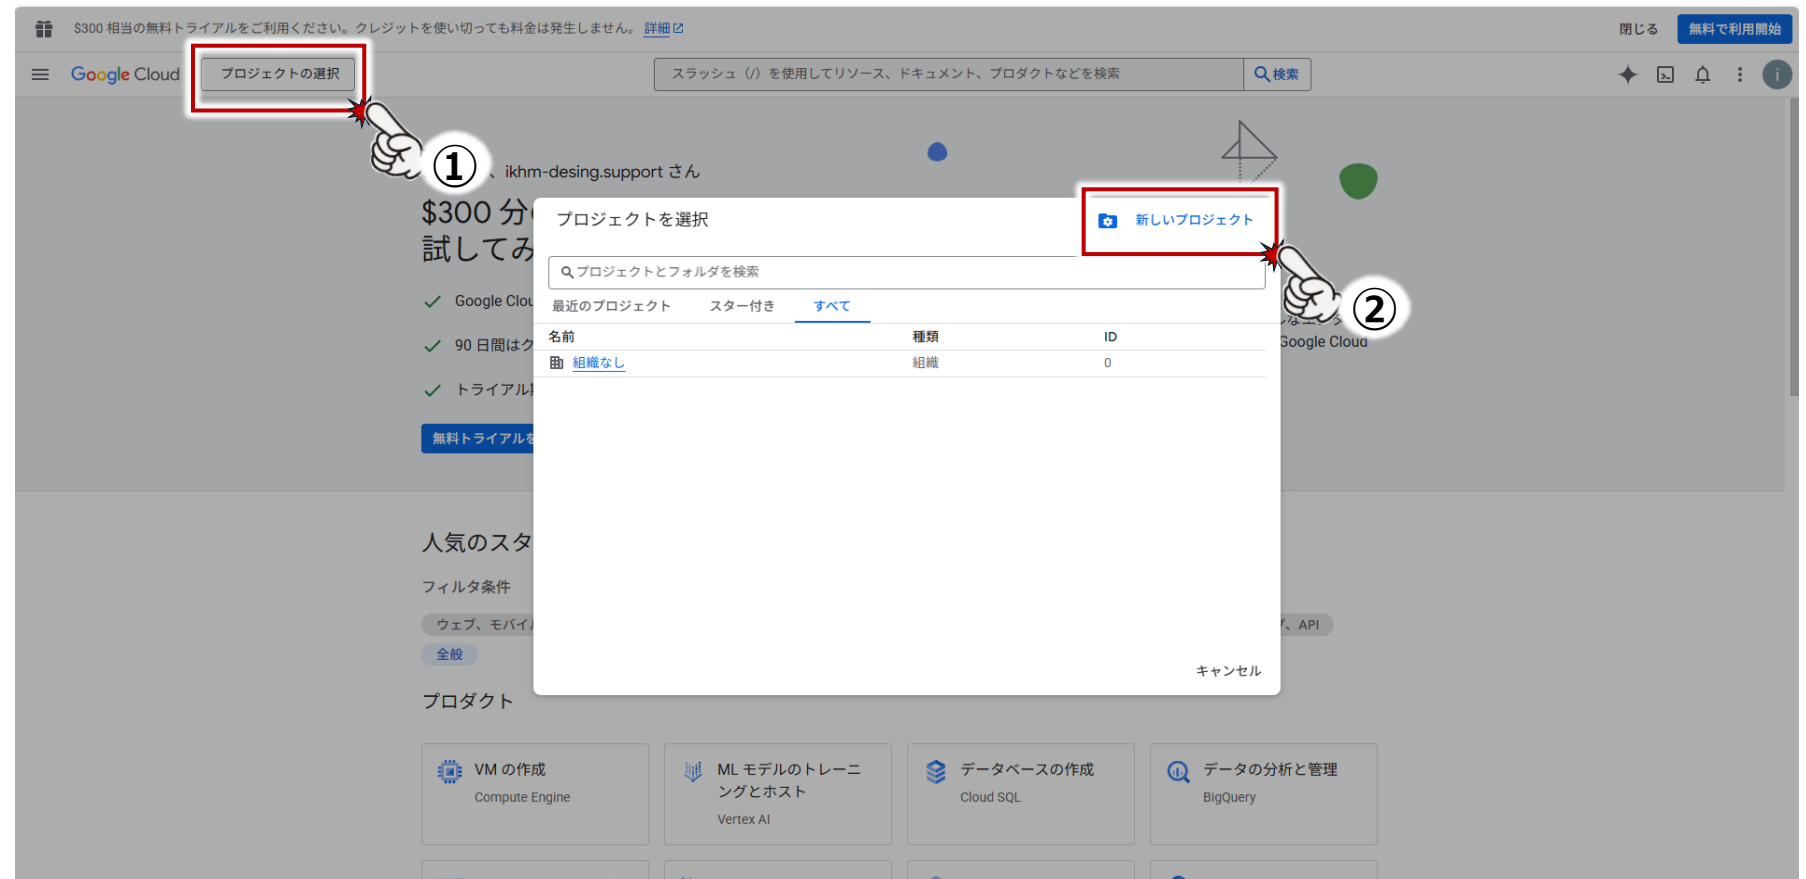 $300 相当の無料トライアルをご利用ください。クレジットを使い切っても料金は発生しません。 詳細
閉じる
無料で利用開始
Google Cloud
プロジェクトの選択
スラッシュ（/）を使用してリソース、ドキュメント、プロダクトなどを検索
検索
i
①
、ikhm-desing.support さん
$300 分
試してみ
プロジェクトを選択
新しいプロジェクト
②
プロジェクトとフォルダを検索
最近のプロジェクト
スター付き
すべて
名前
種類
ID
組織なし
組織
0
Google Clou
90 日間はク
トライアル
Google Cloud
無料トライアルを
人気のスタ
フィルタ条件
ウェブ、モバイ
、API
全般
キャンセル
プロダクト
VM の作成
Compute Engine
ML モデルのトレーニ
ングとホスト
Vertex AI
データベースの作成
Cloud SQL
データの分析と管理
BigQuery